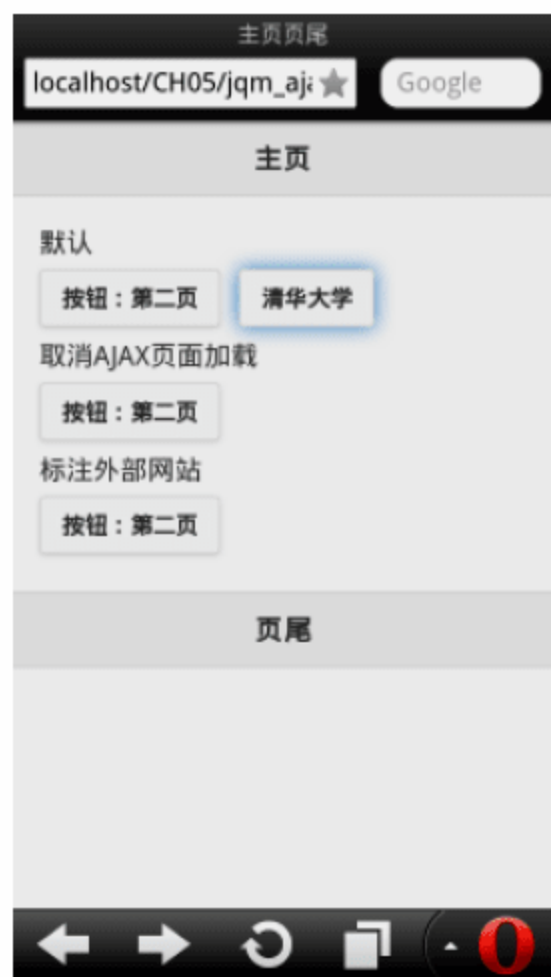 主页页尾
localhost/CH05/jqm_aja
Google
主页
默认
按钮：第二页 清华大学
取消AJAX页面加载
按钮：第二页
标注外部网站
按钮：第二页
页尾